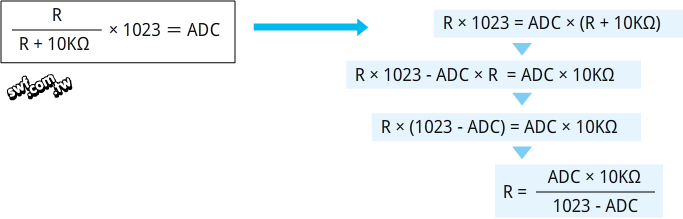 R
R + 10KΩ
× 1023 = ADC
swf.com.tw
R × 1023 = ADC × (R + 10KΩ)
R × 1023 - ADC × R = ADC × 10KΩ
R × (1023 - ADC) = ADC × 10KΩ
R =
ADC × 10KΩ
1023 - ADC